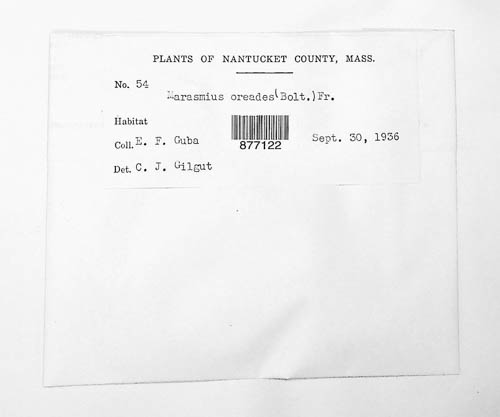 PLANTS OF NANTUCKET COUNTY, MASS.
No. 54
Marasmius oreades(Bolt.)Fr.
Habitat
Coll. E. F. Guba
877122
Sept. 30, 1936
Det. C. J. Gilgut